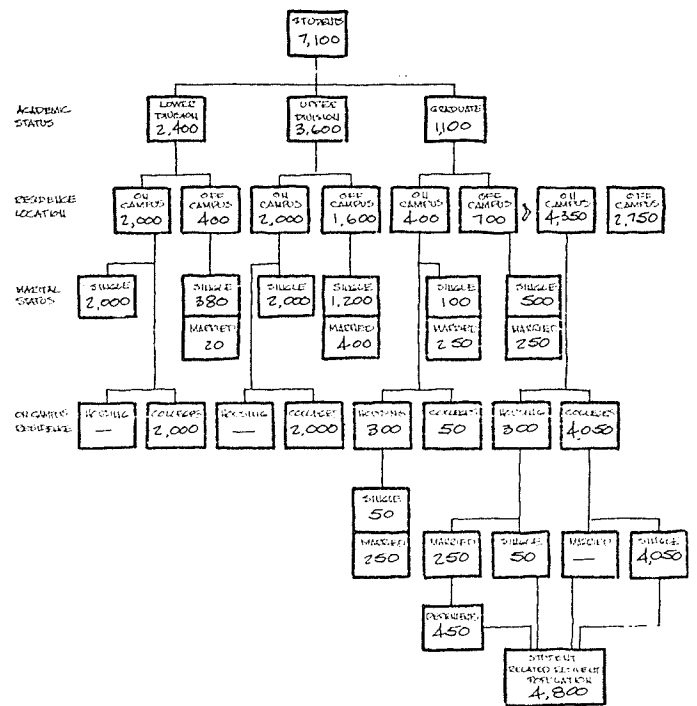 STUDENTS
7,100
ACADEMIC
STATUS
LOWER
DIVISION
2,400
UPPER
DIVISION
3,600
GRADUATE
1,100
RESIDENCE
LOCATION
ON
CAMPUS
2,000
OFF
CAMPUS
400
ON
CAMPUS
2,000
OFF
CAMPUS
1,600
ON
CAMPUS
400
OFF
CAMPUS
700
ON
CAMPUS
4,350
OFF
CAMPUS
2,750
MARITAL
STATUS
SINGLE
2,000
SINGLE
380
MARRIED
20
SINGLE
2,000
SINGLE
1,200
MARRIED
400
SINGLE
100
MARRIED
250
SINGLE
500
MARRIED
250
ON CAMPUS
RESIDENCE
HOUSING
—
COLLEGES
2,000
HOUSING
—
COLLEGES
2,000
HOUSING
300
COLLEGES
50
HOUSING
300
COLLEGES
4,050
SINGLE
50
MARRIED
250
MARRIED
250
SINGLE
50
MARRIED
—
SINGLE
4,050
450
STUDENT
RELATED RESIDENT
POPULATION
4,800